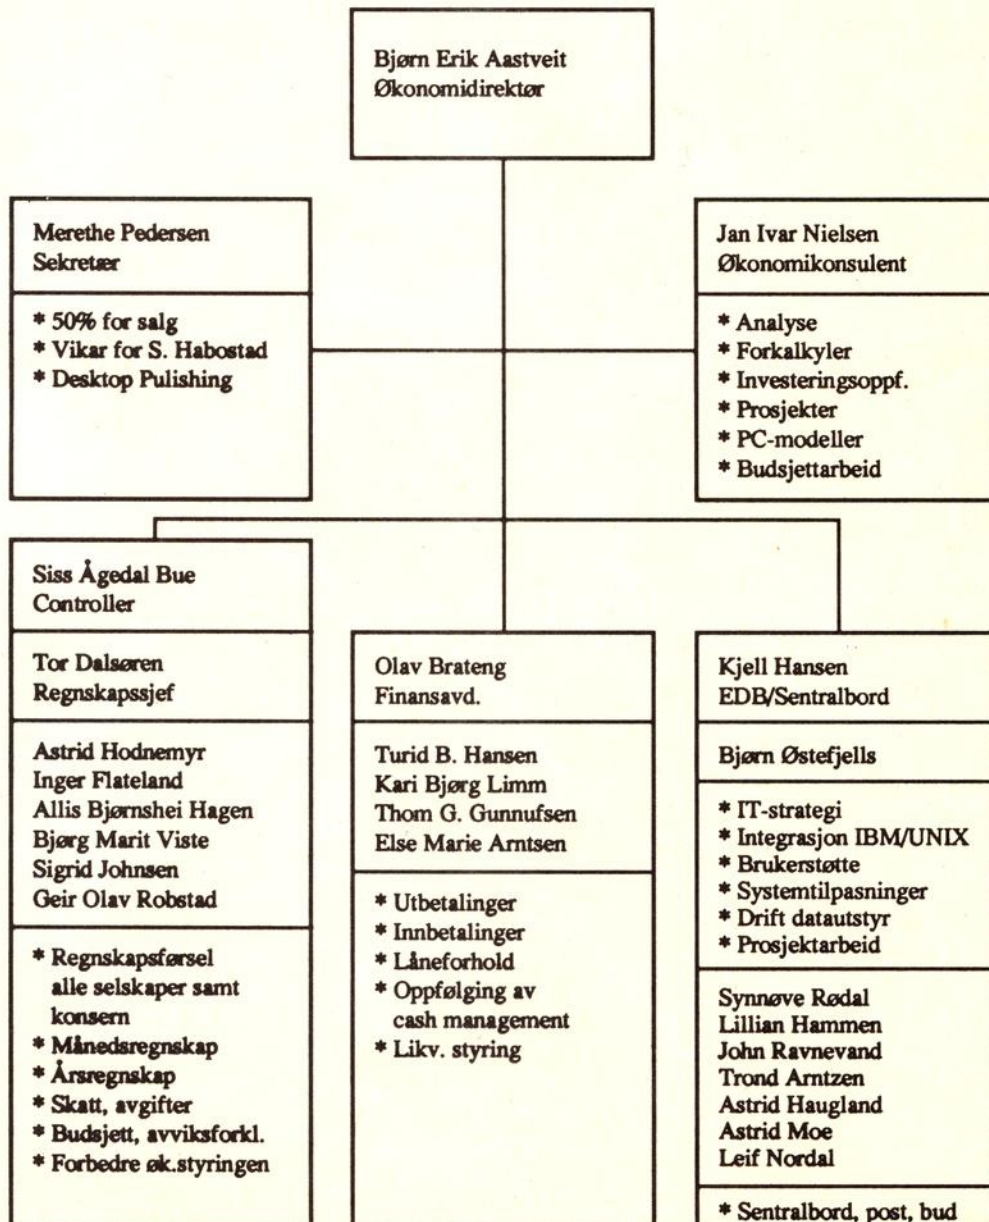 Bjørn Erik Aastveit
Økonomidirektør
Merethe Pedersen
Sekretær
* 50% for salg
* Vikar for S. Habostad
* Desktop Pulishing
Jan Ivar Nielsen
Økonomikonsulent
* Analyse
* Forkalkyler
* Investeringsoppf.
* Prosjekter
* PC-modeller
* Budsjettarbeid
Siss Ågedal Bue
Controller
Tor Dalsøren
Regnskapssjef
Astrid Hodnemyr
Inger Flateland
Allis Bjørnshei Hagen
Bjørg Marit Viste
Sigrid Johnsen
Geir Olav Robstad
* Regnskapsførsel
alle selskaper samt
konsern
* Månedsregnskap
* Årsregnskap
* Skatt, avgifter
* Budsjett, avviksforkl.
* Forbedre øk.styringen
Olav Brateng
Finansavd.
Turid B. Hansen
Kari Bjørg Limm
Thom G. Gunnufsen
Else Marie Arntsen
* Utbetalinger
* Innbetalinger
* Låneforhold
* Oppfølging av
cash management
* Likv. styring
Kjell Hansen
EDB/Sentralbord
Bjørn Østefjells
* IT-strategi
* Integrasjon IBM/UNIX
* Brukerstøtte
* Systemtilpasninger
* Drift datautstyr
* Prosjektarbeid
Synnøve Rødal
Lillian Hammen
John Ravnevand
Trond Arntzen
Astrid Haugland
Astrid Moe
Leif Nordal
* Sentralbord, post, bud